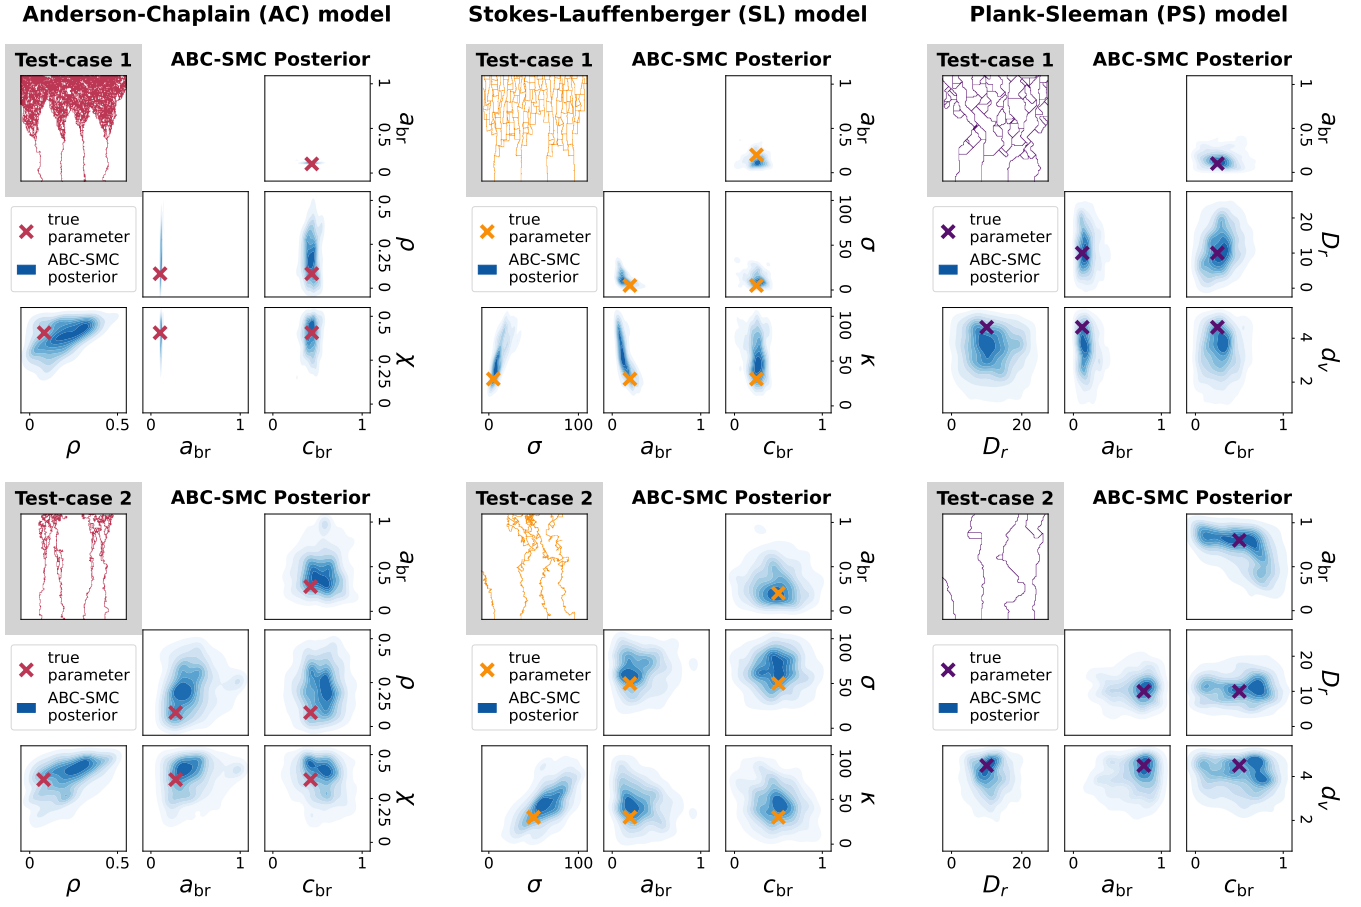 Anderson-Chaplain (AC) model
Stokes-Lauffenberger (SL) model
Plank-Sleeman (PS) model
Test-case 1
ABC-SMC Posterior
1
0.5
0
a_br
true
parameter
ABC-SMC
posterior
0.5
0.25
0
ρ
0.5
0.25
0
χ
0
0.5
ρ
0
1
a_br
0
1
c_br
Test-case 1
ABC-SMC Posterior
1
0.5
0
a_br
true
parameter
ABC-SMC
posterior
100
50
0
σ
100
50
0
κ
0
100
σ
0
1
a_br
0
1
c_br
Test-case 1
ABC-SMC Posterior
1
0.5
0
a_br
true
parameter
ABC-SMC
posterior
20
10
0
D_r
4
2
d_v
0
20
D_r
0
1
a_br
0
1
c_br
Test-case 2
ABC-SMC Posterior
1
0.5
0
a_br
true
parameter
ABC-SMC
posterior
0.5
0.25
0
ρ
0.5
0.25
0
χ
0
0.5
ρ
0
1
a_br
0
1
c_br
Test-case 2
ABC-SMC Posterior
1
0.5
0
a_br
true
parameter
ABC-SMC
posterior
100
50
0
σ
100
50
0
κ
0
100
σ
0
1
a_br
0
1
c_br
Test-case 2
ABC-SMC Posterior
1
0.5
0
a_br
true
parameter
ABC-SMC
posterior
20
10
0
D_r
4
2
d_v
0
20
D_r
0
1
a_br
0
1
c_br